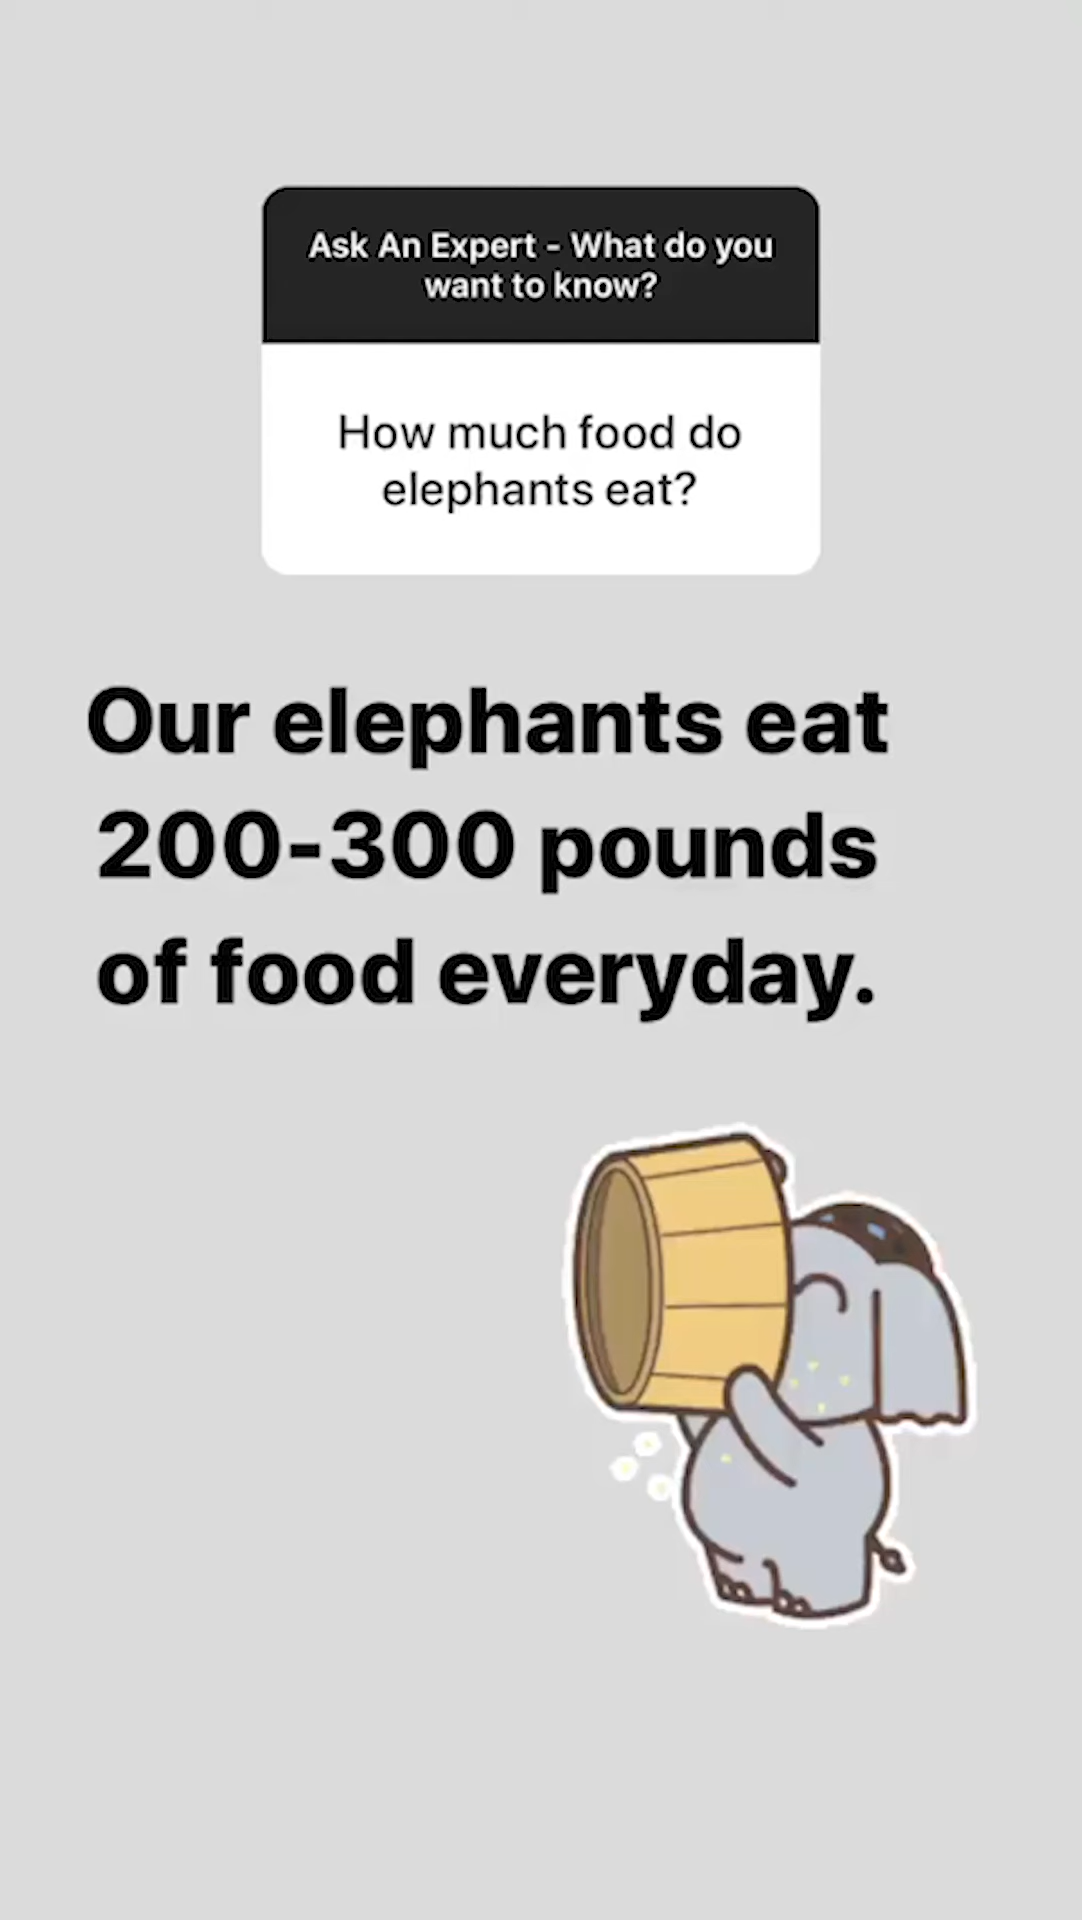 Ask An Expert - What do you
want to know?
How much food do
elephants eat?
Our elephants eat
200-300 pounds
of food everyday.